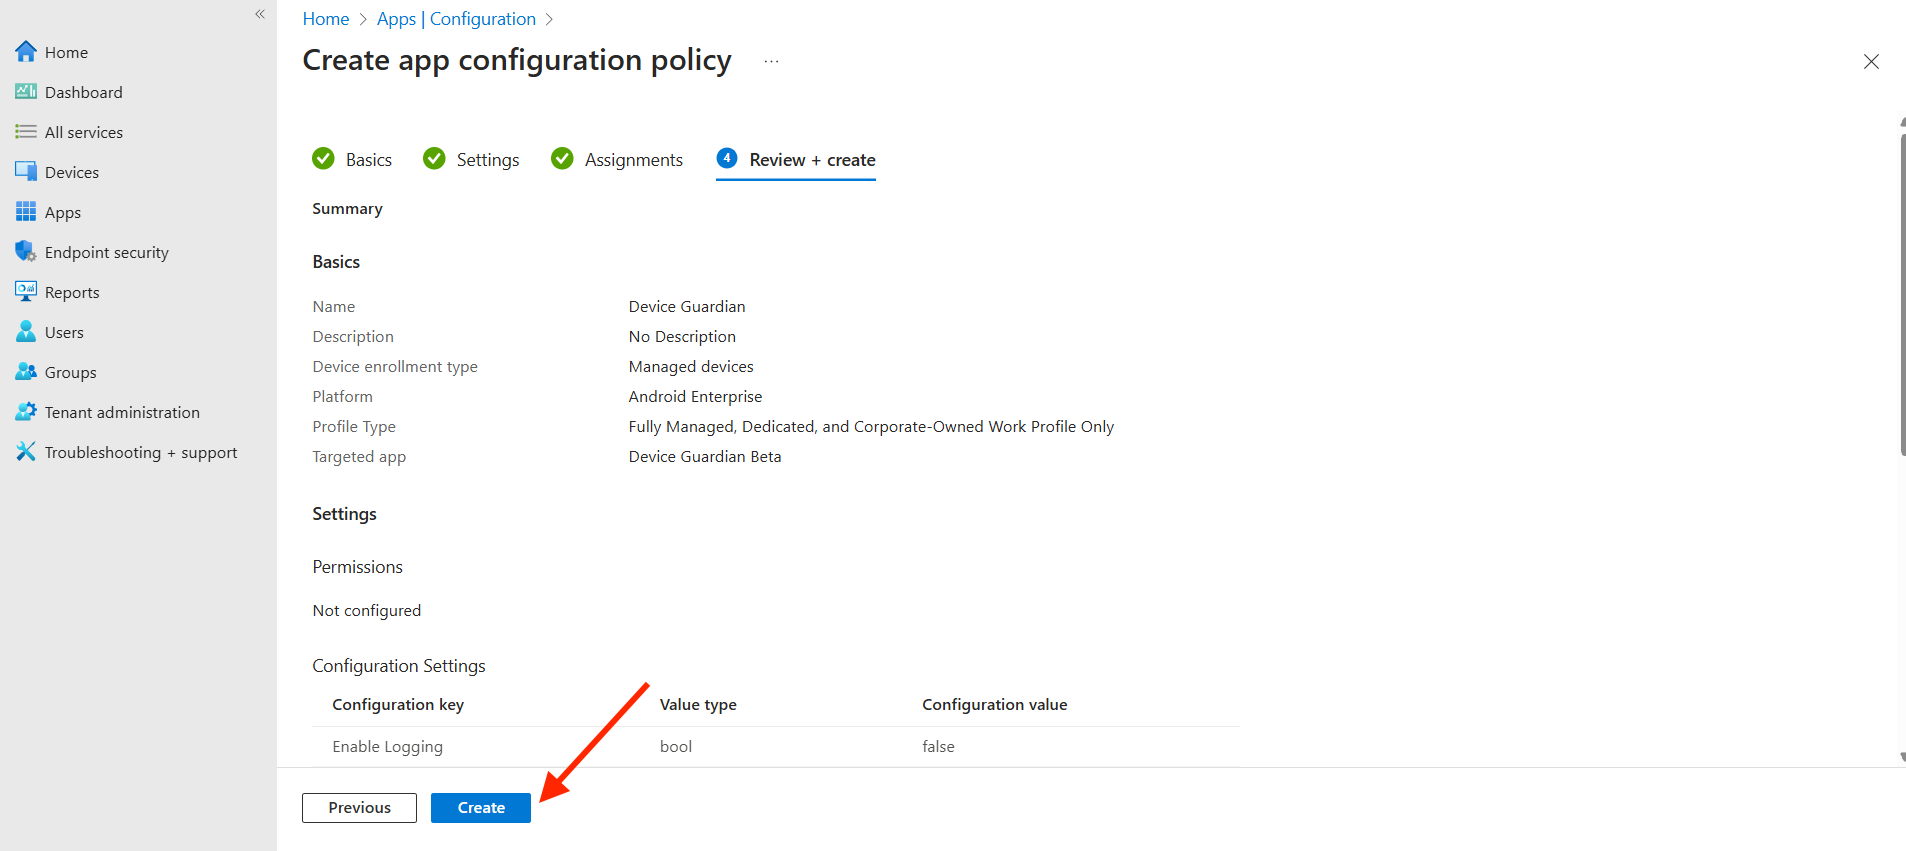 «
Home
Dashboard
All services
Devices
Apps
Endpoint security
Reports
Users
Groups
Tenant administration
Troubleshooting + support
Home > Apps | Configuration >
Create app configuration policy ...
Basics Settings Assignments 4 Review + create
Summary
Basics
Name Device Guardian
Description No Description
Device enrollment type Managed devices
Platform Android Enterprise
Profile Type Fully Managed, Dedicated, and Corporate-Owned Work Profile Only
Targeted app Device Guardian Beta
Settings
Permissions
Not configured
Configuration Settings
Configuration key Value type Configuration value
Enable Logging bool false
Previous Create